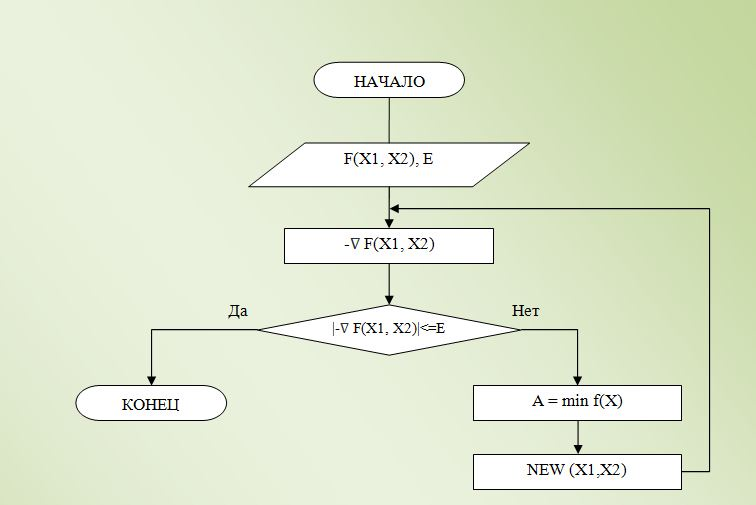 НАЧАЛО
F(X1, X2), E
-∇ F(X1, X2)
Да
Нет
|-∇ F(X1, X2)|<=E
КОНЕЦ
A = min f(X)
NEW (X1,X2)